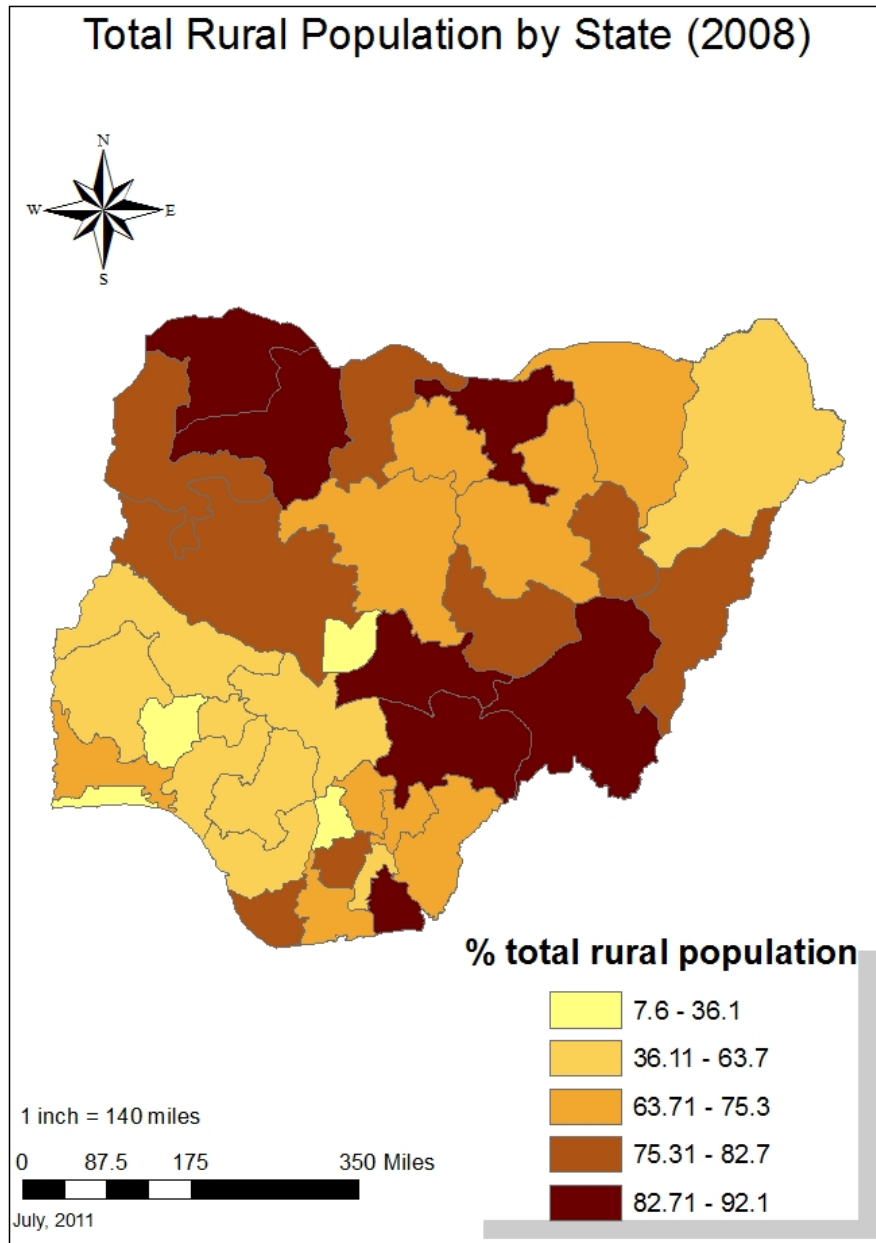 Total Rural Population by State (2008)
N
W E
S
% total rural population
7.6 - 36.1
36.11 - 63.7
63.71 - 75.3
75.31 - 82.7
82.71 - 92.1
1 inch = 140 miles
0 87.5 175 350 Miles
July, 2011